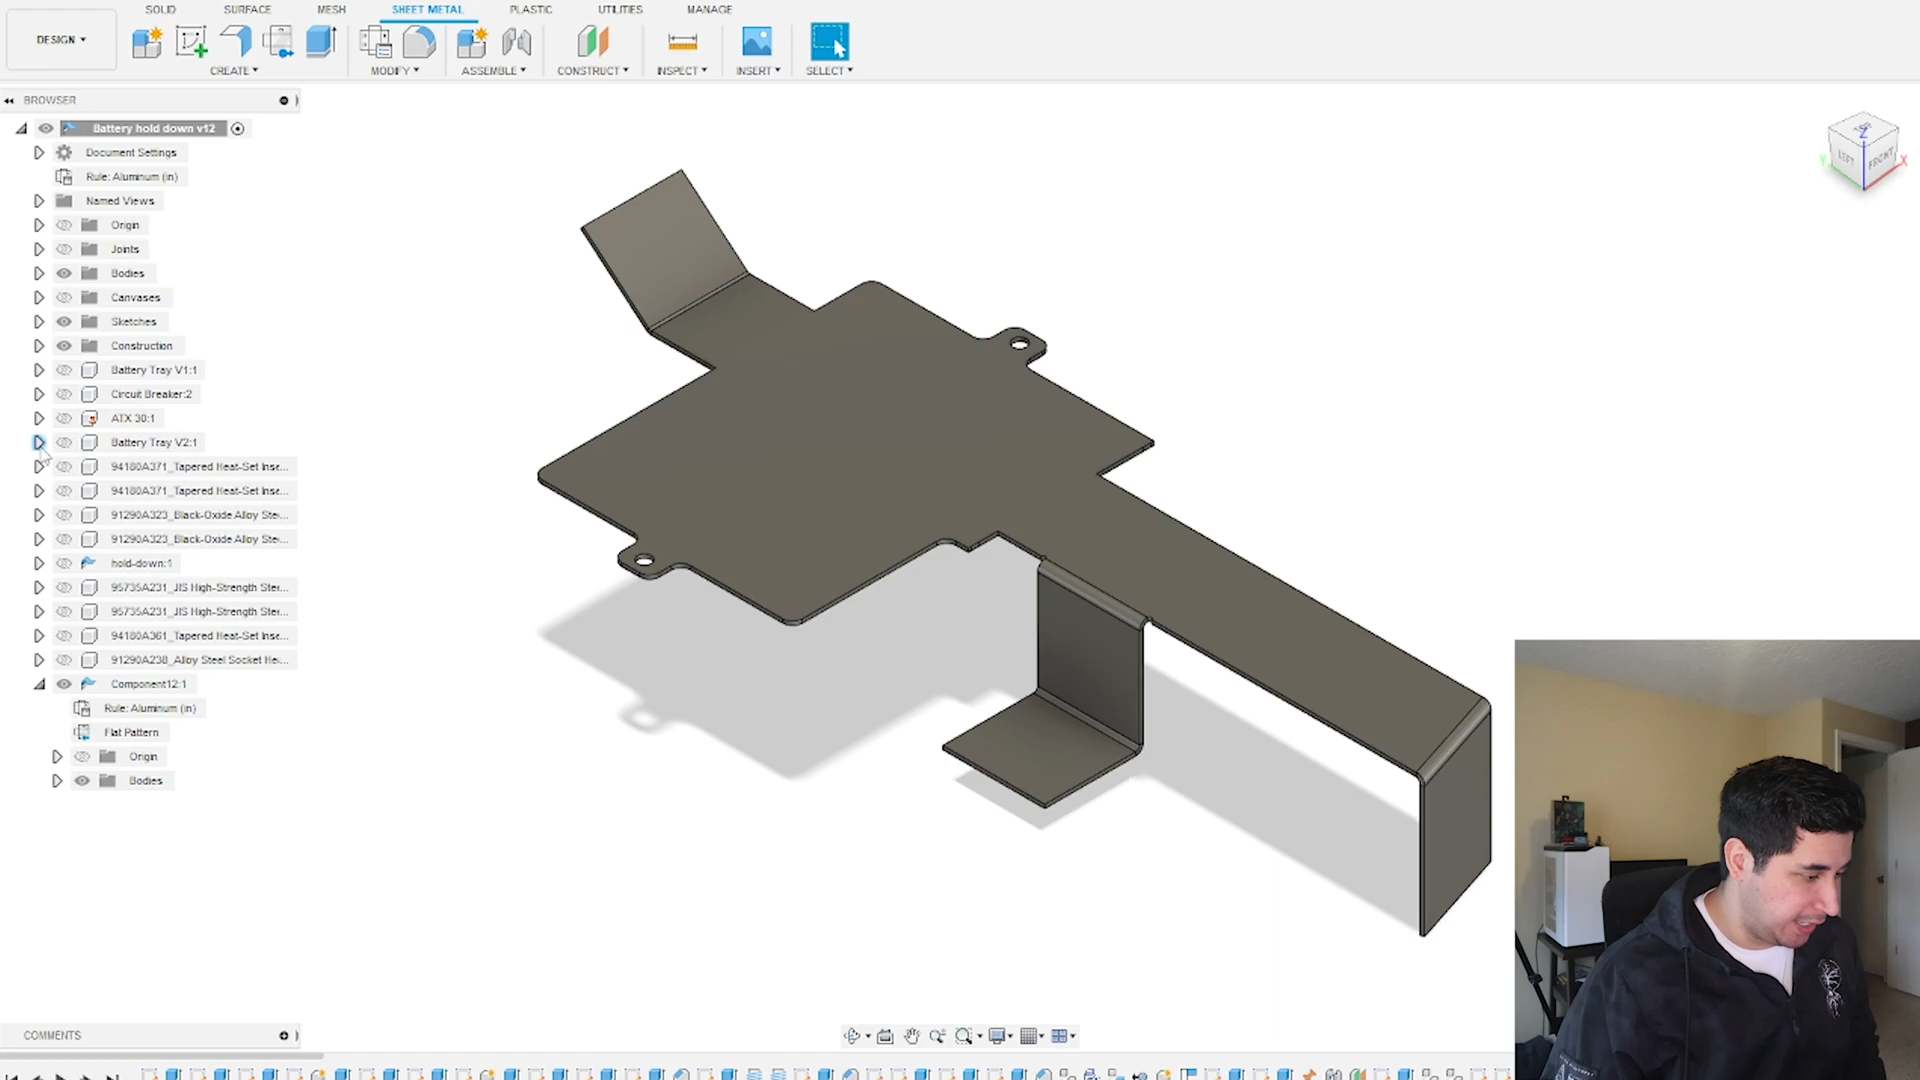 SOLID SURFACE MESH SHEET METAL PLASTIC UTILITIES MANAGE
DESIGN
CREATE MODIFY ASSEMBLE CONSTRUCT INSPECT INSERT SELECT
BROWSER
Battery hold down v12
Document Settings
Rule: Aluminum (in)
Named Views
Origin
Joints
Bodies
Canvases
Sketches
Construction
Battery Tray V1:1
Circuit Breaker:2
ATX 30:1
Battery Tray V2:1
94180A371_Tapered Heat-Set Inse...
94180A371_Tapered Heat-Set Inse...
91290A323_Black-Oxide Alloy Ste...
91290A323_Black-Oxide Alloy Ste...
hold-down:1
95735A231_JIS High-Strength Stee...
95735A231_JIS High-Strength Stee...
94180A361_Tapered Heat-Set Inse...
91290A238_Alloy Steel Socket He...
Component12:1
Rule: Aluminum (in)
Flat Pattern
Origin
Bodies
Z
LEFT FRONT
Y X
COMMENTS